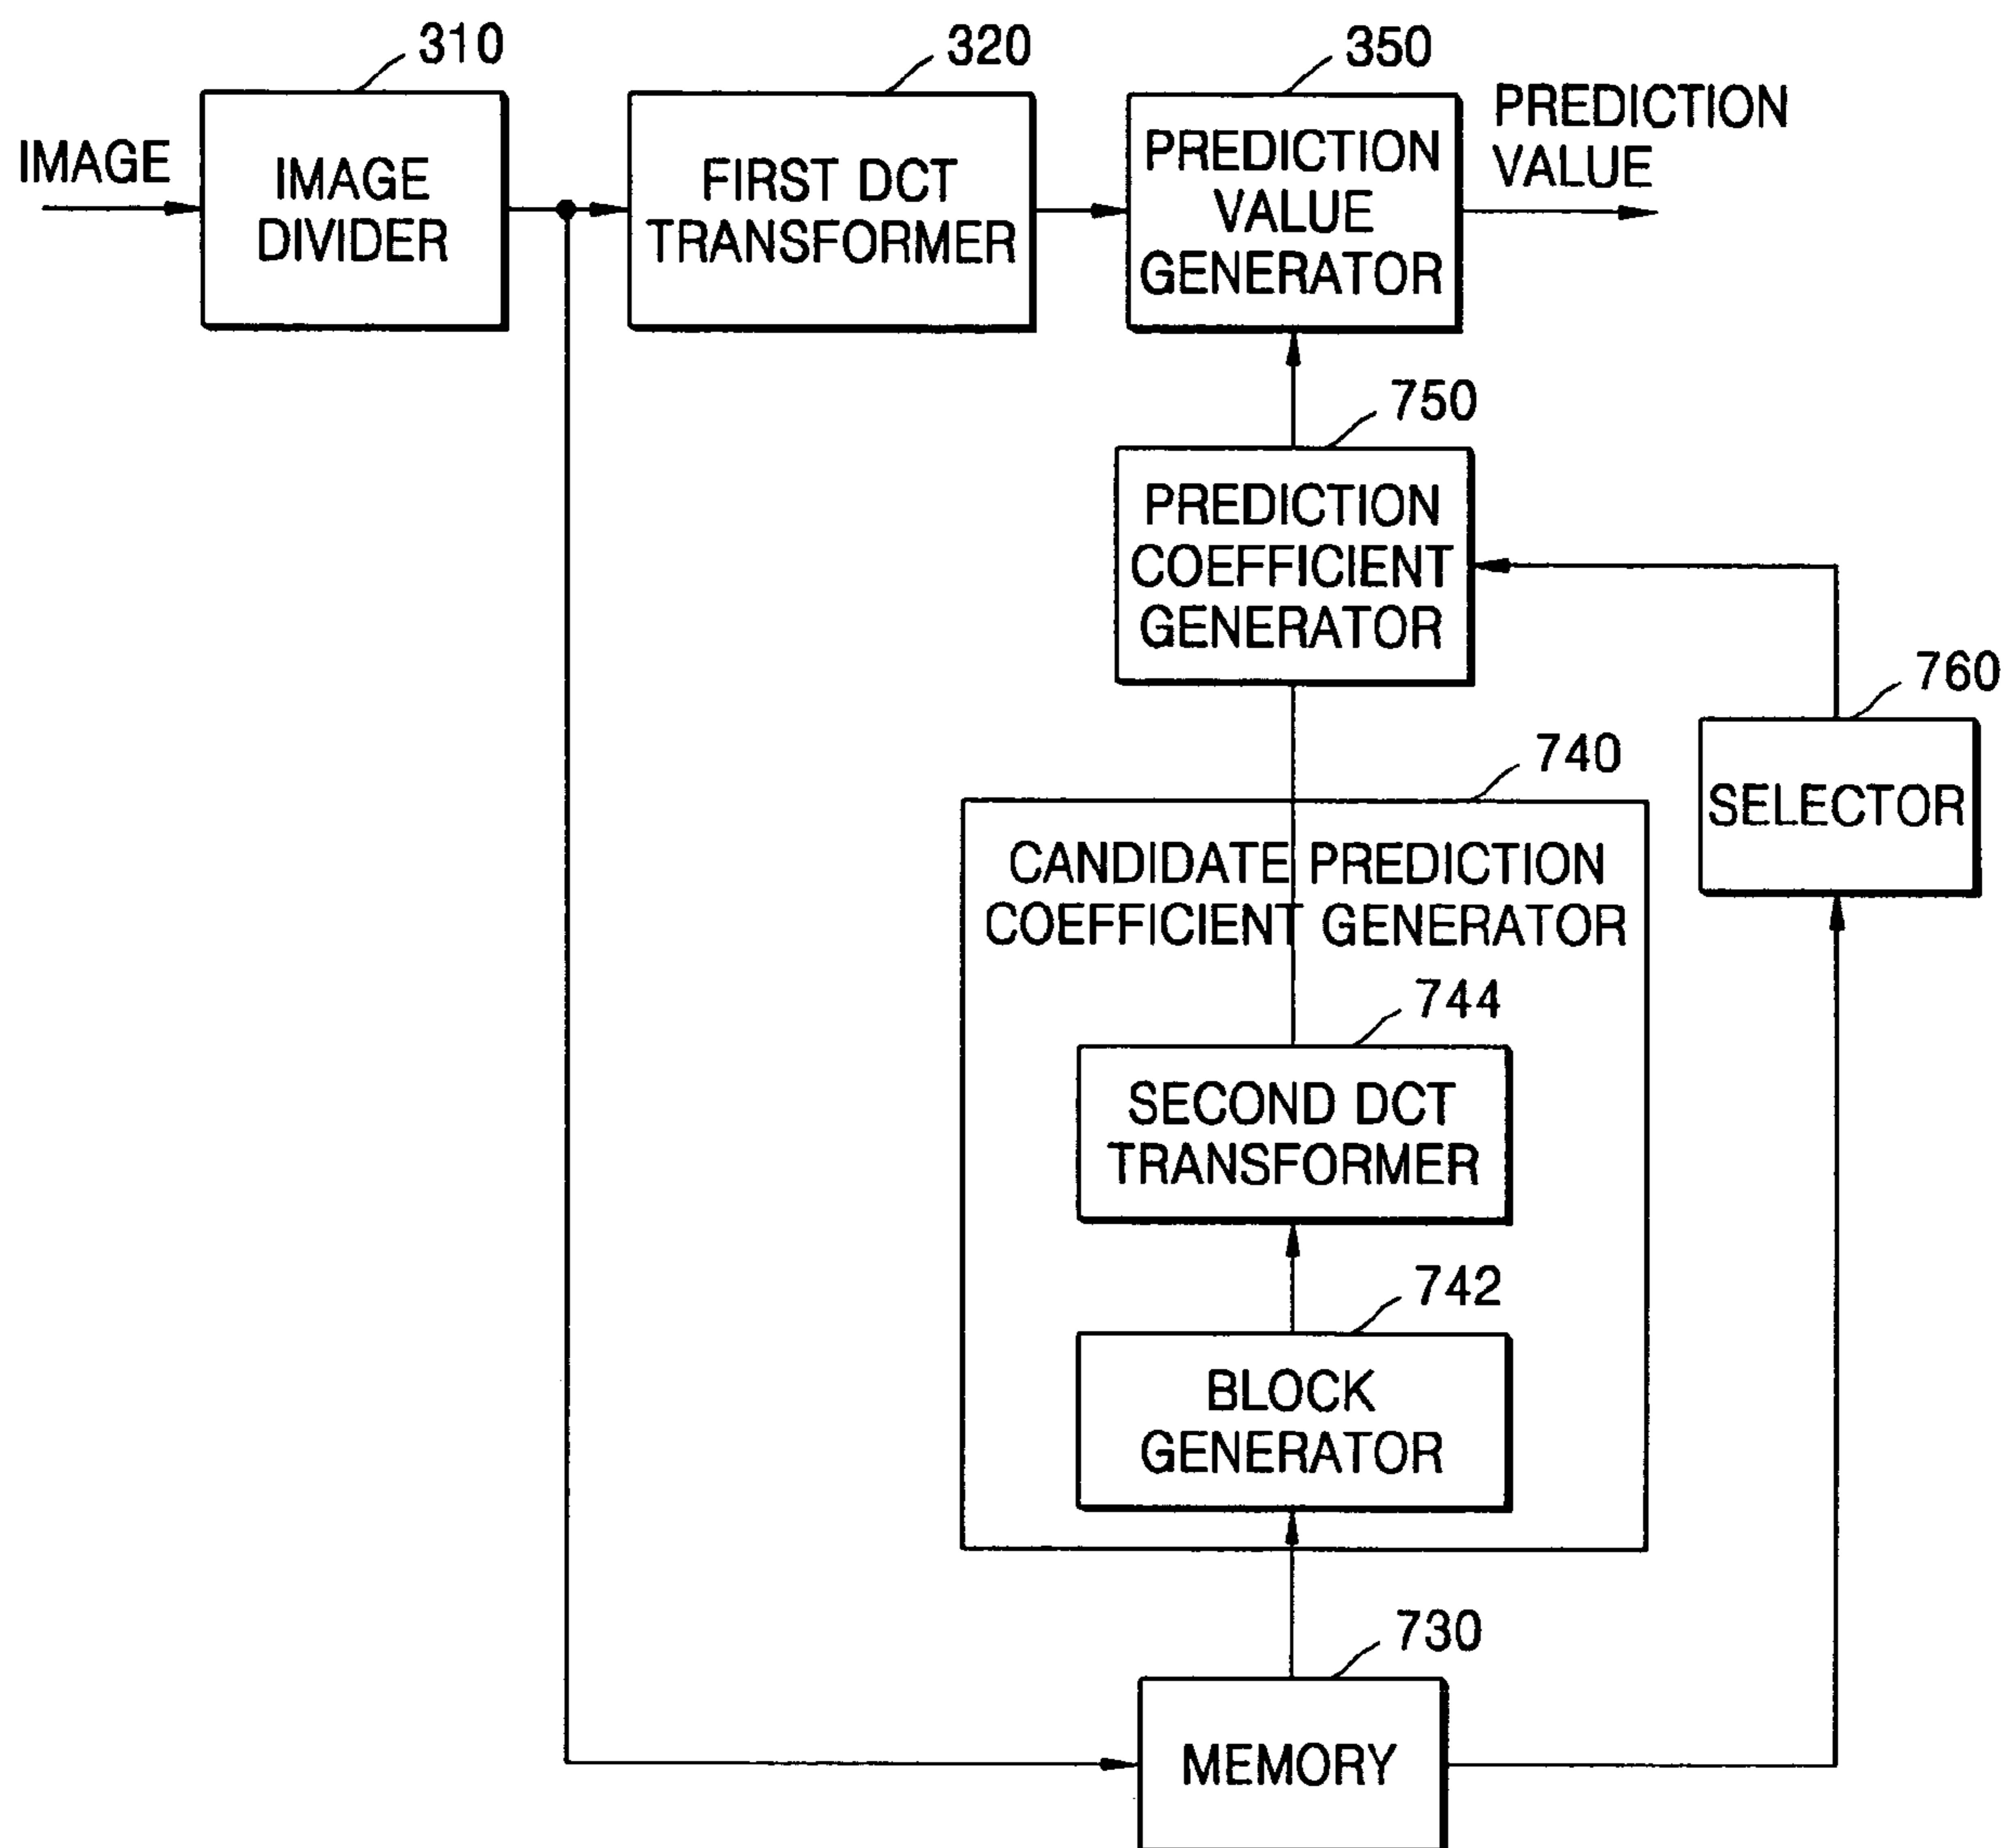 310
320
350
IMAGE
IMAGE
DIVIDER
FIRST DCT
TRANSFORMER
PREDICTION
VALUE
GENERATOR
PREDICTION
VALUE
750
PREDICTION
COEFFICIENT
GENERATOR
760
SELECTOR
740
CANDIDATE PREDICTION
COEFFICIENT GENERATOR
744
SECOND DCT
TRANSFORMER
742
BLOCK
GENERATOR
730
MEMORY